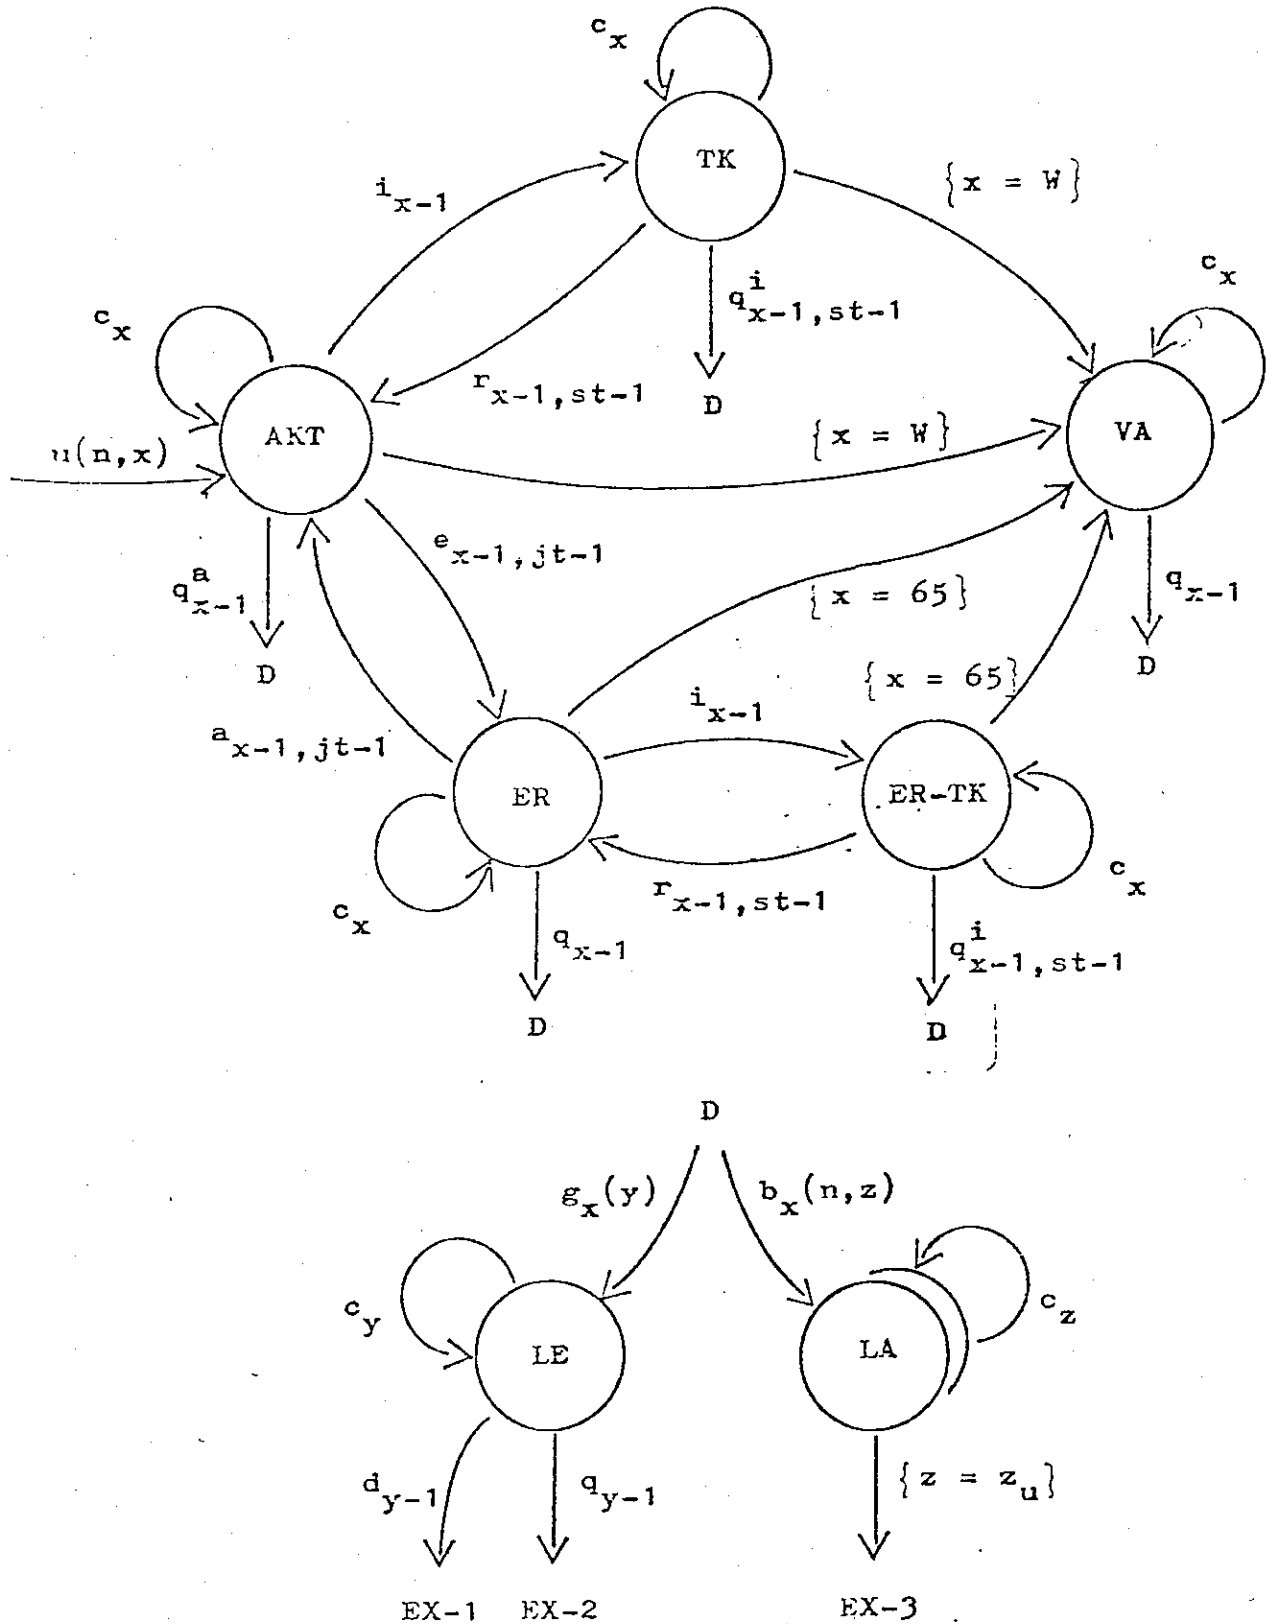 c_x
TK
i_{x-1}
{x = W}
c_x
q^i_{x-1,st-1}
c_x
r_{x-1,st-1}
D
AKT
{x = W}
VA
u(n,x)
e_{x-1,jt-1}
q^a_{x-1}
{x = 65}
q_{x-1}
D
{x = 65}
D
i_{x-1}
a_{x-1,jt-1}
ER
ER-TK
r_{x-1,st-1}
c_x
c_x
q_{x-1}
q^i_{x-1,st-1}
D
D
D
g_x(y)
b_x(n,z)
c_y
c_z
LE
LA
d_{y-1}
q_{y-1}
{z = z_u}
EX-1 EX-2 EX-3